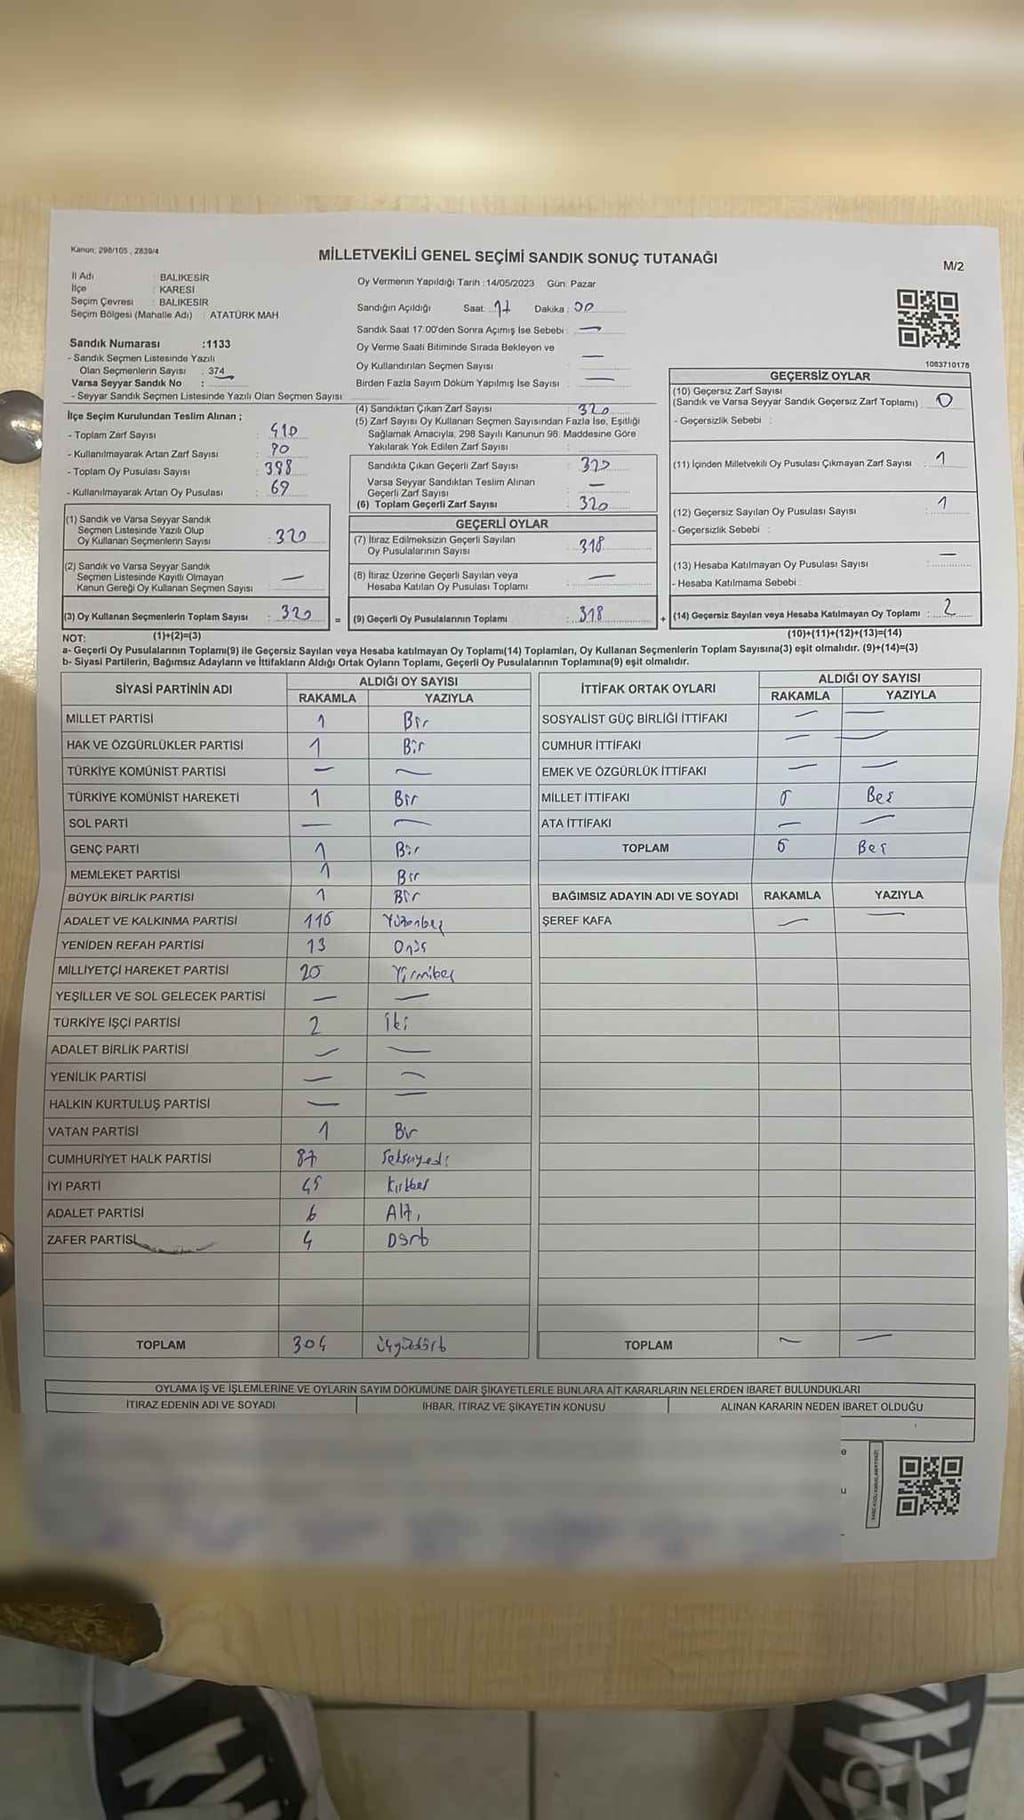 Kanun: 298/105 , 2839/4
MİLLETVEKİLİ GENEL SEÇİMİ SANDIK SONUÇ TUTANAĞI
M/2
İl Adı : BALIKESİR
İlçe : KARESİ
Seçim Çevresi : BALIKESİR
Seçim Bölgesi (Mahalle Adı) : ATATÜRK MAH
Sandık Numarası :1133
- Sandık Seçmen Listesinde Yazılı
Olan Seçmenlerin Sayısı : 374
Varsa Seyyar Sandık No :
- Seyyar Sandık Seçmen Listesinde Yazılı Olan Seçmen Sayısı
Oy Vermenin Yapıldığı Tarih :14/05/2023 Gün: Pazar
Sandığın Açıldığı Saat: 17 Dakika: 00
Sandık Saat 17:00'den Sonra Açımış İse Sebebi : —
Oy Verme Saati Bitiminde Sırada Bekleyen ve
Oy Kullandırılan Seçmen Sayısı : —
Birden Fazla Sayım Döküm Yapılmış İse Sayısı : —
1083710178
İlçe Seçim Kurulundan Teslim Alınan ;
- Toplam Zarf Sayısı : 410
- Kullanılmayarak Artan Zarf Sayısı : 90
- Toplam Oy Pusulası Sayısı : 388
- Kullanılmayarak Artan Oy Pusulası : 69
(1) Sandık ve Varsa Seyyar Sandık
Seçmen Listesinde Yazılı Olup
Oy Kullanan Seçmenlerin Sayısı : 320
(2) Sandık ve Varsa Seyyar Sandık
Seçmen Listesinde Kayıtlı Olmayan
Kanun Gereği Oy Kullanan Seçmen Sayısı : —
(3) Oy Kullanan Seçmenlerin Toplam Sayısı : 320
(4) Sandıktan Çıkan Zarf Sayısı : 320
(5) Zarf Sayısı Oy Kullanan Seçmen Sayısından Fazla İse, Eşitliği
Sağlamak Amacıyla, 298 Sayılı Kanunun 98. Maddesine Göre
Yakılarak Yok Edilen Zarf Sayısı :
Sandıkta Çıkan Geçerli Zarf Sayısı : 320
Varsa Seyyar Sandıktan Teslim Alınan
Geçerli Zarf Sayısı : —
(6) Toplam Geçerli Zarf Sayısı : 320
GEÇERLİ OYLAR
(7) İtiraz Edilmeksizin Geçerli Sayılan
Oy Pusulalarının Sayısı : 318
(8) İtiraz Üzerine Geçerli Sayılan veya
Hesaba Katılan Oy Pusulası Toplamı : —
= (9) Geçerli Oy Pusulalarının Toplamı : 318
GEÇERSİZ OYLAR
(10) Geçersiz Zarf Sayısı
(Sandık ve Varsa Seyyar Sandık Geçersiz Zarf Toplamı) : 0
- Geçersizlik Sebebi :
(11) İçinden Milletvekili Oy Pusulası Çıkmayan Zarf Sayısı : 1
(12) Geçersiz Sayılan Oy Pusulası Sayısı : 1
- Geçersizlik Sebebi :
(13) Hesaba Katılmayan Oy Pusulası Sayısı : —
- Hesaba Katılmama Sebebi :
+ (14) Geçersiz Sayılan veya Hesaba Katılmayan Oy Toplamı : 2
NOT: (1)+(2)=(3) (10)+(11)+(12)+(13)=(14)
a- Geçerli Oy Pusulalarının Toplamı(9) ile Geçersiz Sayılan veya Hesaba katılmayan Oy Toplamı(14) Toplamları, Oy Kullanan Seçmenlerin Toplam Sayısına(3) eşit olmalıdır. (9)+(14)=(3)
b- Siyasi Partilerin, Bağımsız Adayların ve İttifakların Aldığı Ortak Oyların Toplamı, Geçerli Oy Pusulalarının Toplamına(9) eşit olmalıdır.
SİYASİ PARTİNİN ADI ALDIĞI OY SAYISI
RAKAMLA YAZIYLA
MİLLET PARTİSİ 1 Bir
HAK VE ÖZGÜRLÜKLER PARTİSİ 1 Bir
TÜRKİYE KOMÜNİST PARTİSİ — —
TÜRKİYE KOMÜNİST HAREKETİ 1 Bir
SOL PARTİ — —
GENÇ PARTİ 1 Bir
MEMLEKET PARTİSİ 1 Bir
BÜYÜK BİRLİK PARTİSİ 1 Bir
ADALET VE KALKINMA PARTİSİ 115 Yüzonbeş
YENİDEN REFAH PARTİSİ 13 Onüç
MİLLİYETÇİ HAREKET PARTİSİ 25 Yirmibeş
YEŞİLLER VE SOL GELECEK PARTİSİ — —
TÜRKİYE İŞÇİ PARTİSİ 2 İki
ADALET BİRLİK PARTİSİ — —
YENİLİK PARTİSİ — —
HALKIN KURTULUŞ PARTİSİ — —
VATAN PARTİSİ 1 Bir
CUMHURİYET HALK PARTİSİ 87 Seksenyedi
İYİ PARTİ 45 Kırkbeş
ADALET PARTİSİ 6 Altı
ZAFER PARTİSİ 4 Dört
TOPLAM 304 Üçyüzdört
İTTİFAK ORTAK OYLARI ALDIĞI OY SAYISI
RAKAMLA YAZIYLA
SOSYALİST GÜÇ BİRLİĞİ İTTİFAKI — —
CUMHUR İTTİFAKI — —
EMEK VE ÖZGÜRLÜK İTTİFAKI — —
MİLLET İTTİFAKI 5 Beş
ATA İTTİFAKI — —
TOPLAM 5 Beş
BAĞIMSIZ ADAYIN ADI VE SOYADI RAKAMLA YAZIYLA
ŞEREF KAFA — —
TOPLAM — —
OYLAMA İŞ VE İŞLEMLERİNE VE OYLARIN SAYIM DÖKÜMÜNE DAİR ŞİKAYETLERLE BUNLARA AİT KARARLARIN NELERDEN İBARET BULUNDUKLARI
İTİRAZ EDENİN ADI VE SOYADI İHBAR, İTİRAZ VE ŞİKAYETİN KONUSU ALINAN KARARIN NEDEN İBARET OLDUĞU